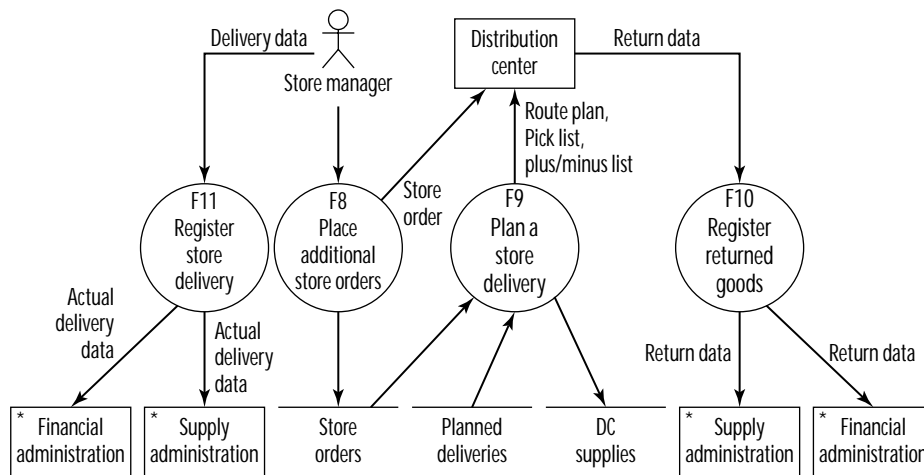 Delivery data
Store manager
Distribution
center
Return data
Route plan,
Pick list,
plus/minus list
Store
order
F11
Register
store
delivery
F8
Place
additional
store orders
F9
Plan a
store
delivery
F10
Register
returned
goods
Actual
delivery
data
Actual
delivery
data
Return data
Return data
* Financial
administration
* Supply
administration
Store
orders
Planned
deliveries
DC
supplies
* Supply
administration
* Financial
administration